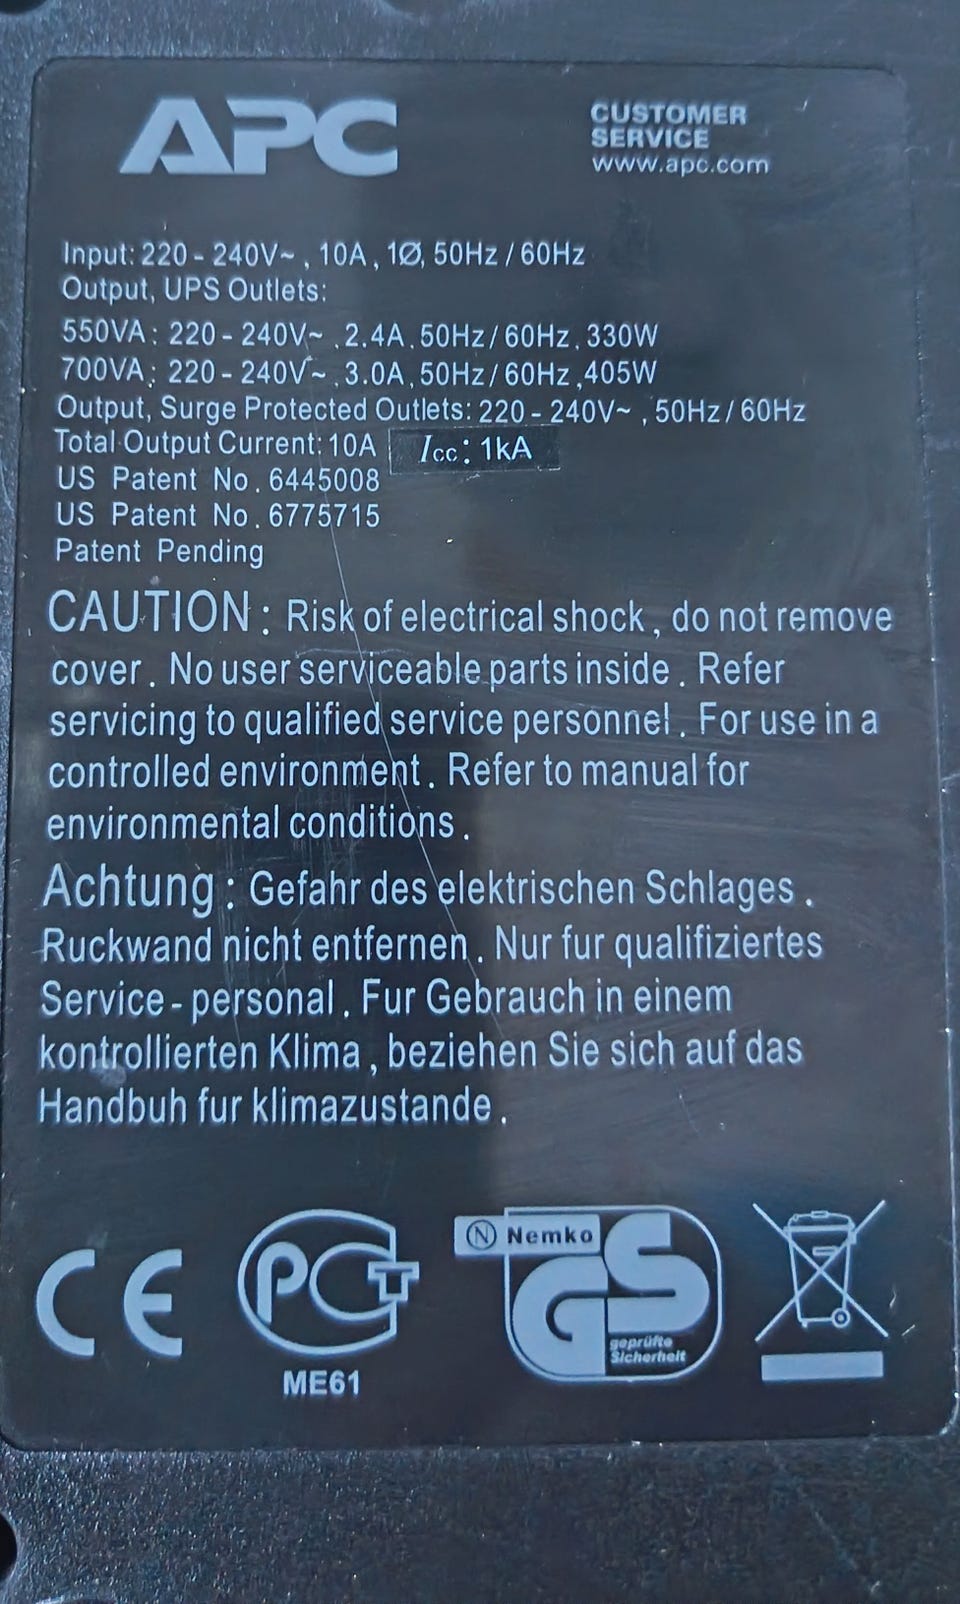 APC
CUSTOMER
SERVICE
www.apc.com
Input: 220 - 240V~ , 10A , 1Ø, 50Hz / 60Hz
Output, UPS Outlets:
550VA : 220 - 240V~ , 2.4A , 50Hz / 60Hz , 330W
700VA : 220 - 240V~ , 3.0A , 50Hz / 60Hz , 405W
Output, Surge Protected Outlets: 220 - 240V~ , 50Hz / 60Hz
Total Output Current: 10A Icc: 1kA
US Patent No. 6445008
US Patent No. 6775715
Patent Pending
CAUTION : Risk of electrical shock , do not remove
cover . No user serviceable parts inside . Refer
servicing to qualified service personnel . For use in a
controlled environment . Refer to manual for
environmental conditions .
Achtung : Gefahr des elektrischen Schlages .
Ruckwand nicht entfernen . Nur fur qualifiziertes
Service - personal . Fur Gebrauch in einem
kontrollierten Klima , beziehen Sie sich auf das
Handbuh fur klimazustande .
CE
PCT
ME61
N Nemko
GS
geprüfte
Sicherheit